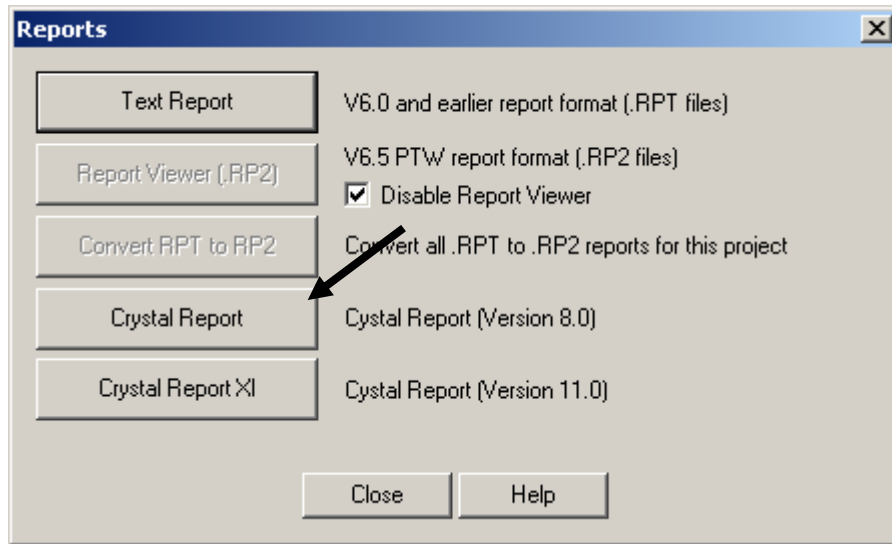 Reports
Text Report V6.0 and earlier report format (.RPT files)
Report Viewer (.RP2) V6.5 PTW report format (.RP2 files)
Disable Report Viewer
Convert RPT to RP2 Convert all .RPT to .RP2 reports for this project
Crystal Report Cystal Report (Version 8.0)
Crystal Report XI Cystal Report (Version 11.0)
Close Help